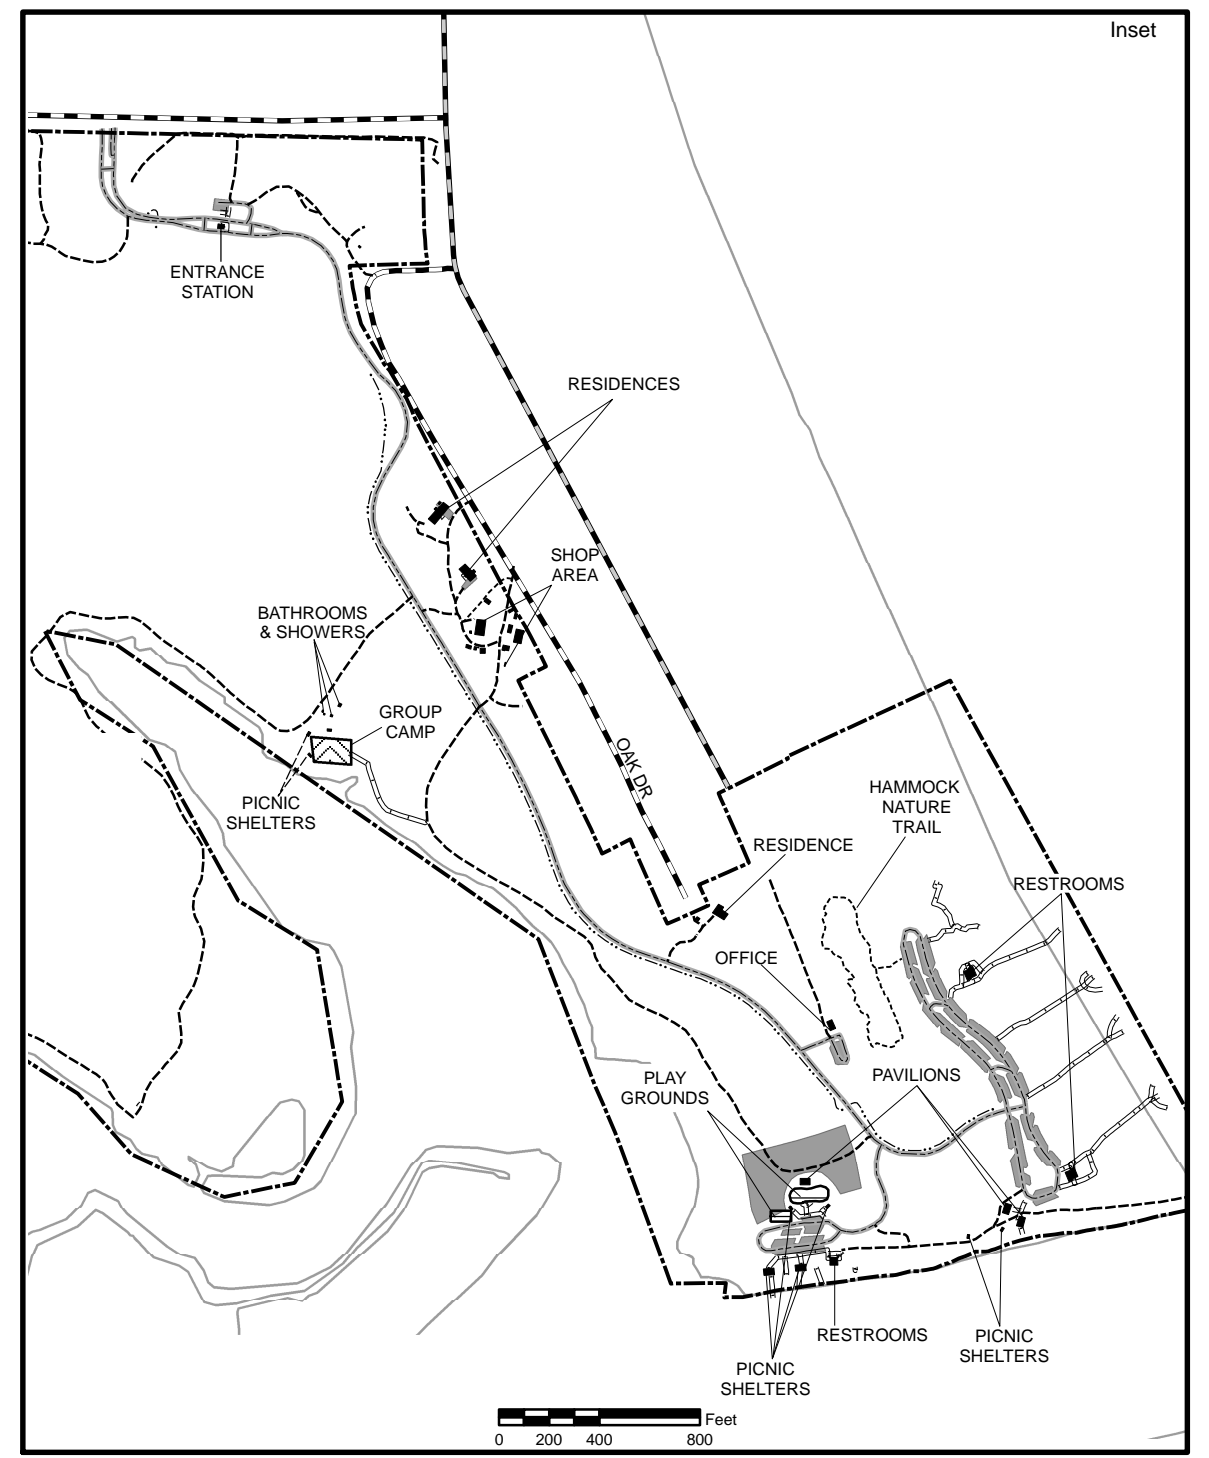 Inset
ENTRANCE
STATION
RESIDENCES
SHOP
AREA
BATHROOMS
& SHOWERS
GROUP
CAMP
OAK DR
PICNIC
SHELTERS
HAMMOCK
NATURE
TRAIL
RESIDENCE
RESTROOMS
OFFICE
PLAY
GROUNDS
PAVILIONS
RESTROOMS
PICNIC
SHELTERS
PICNIC
SHELTERS
Feet
0 200 400 800